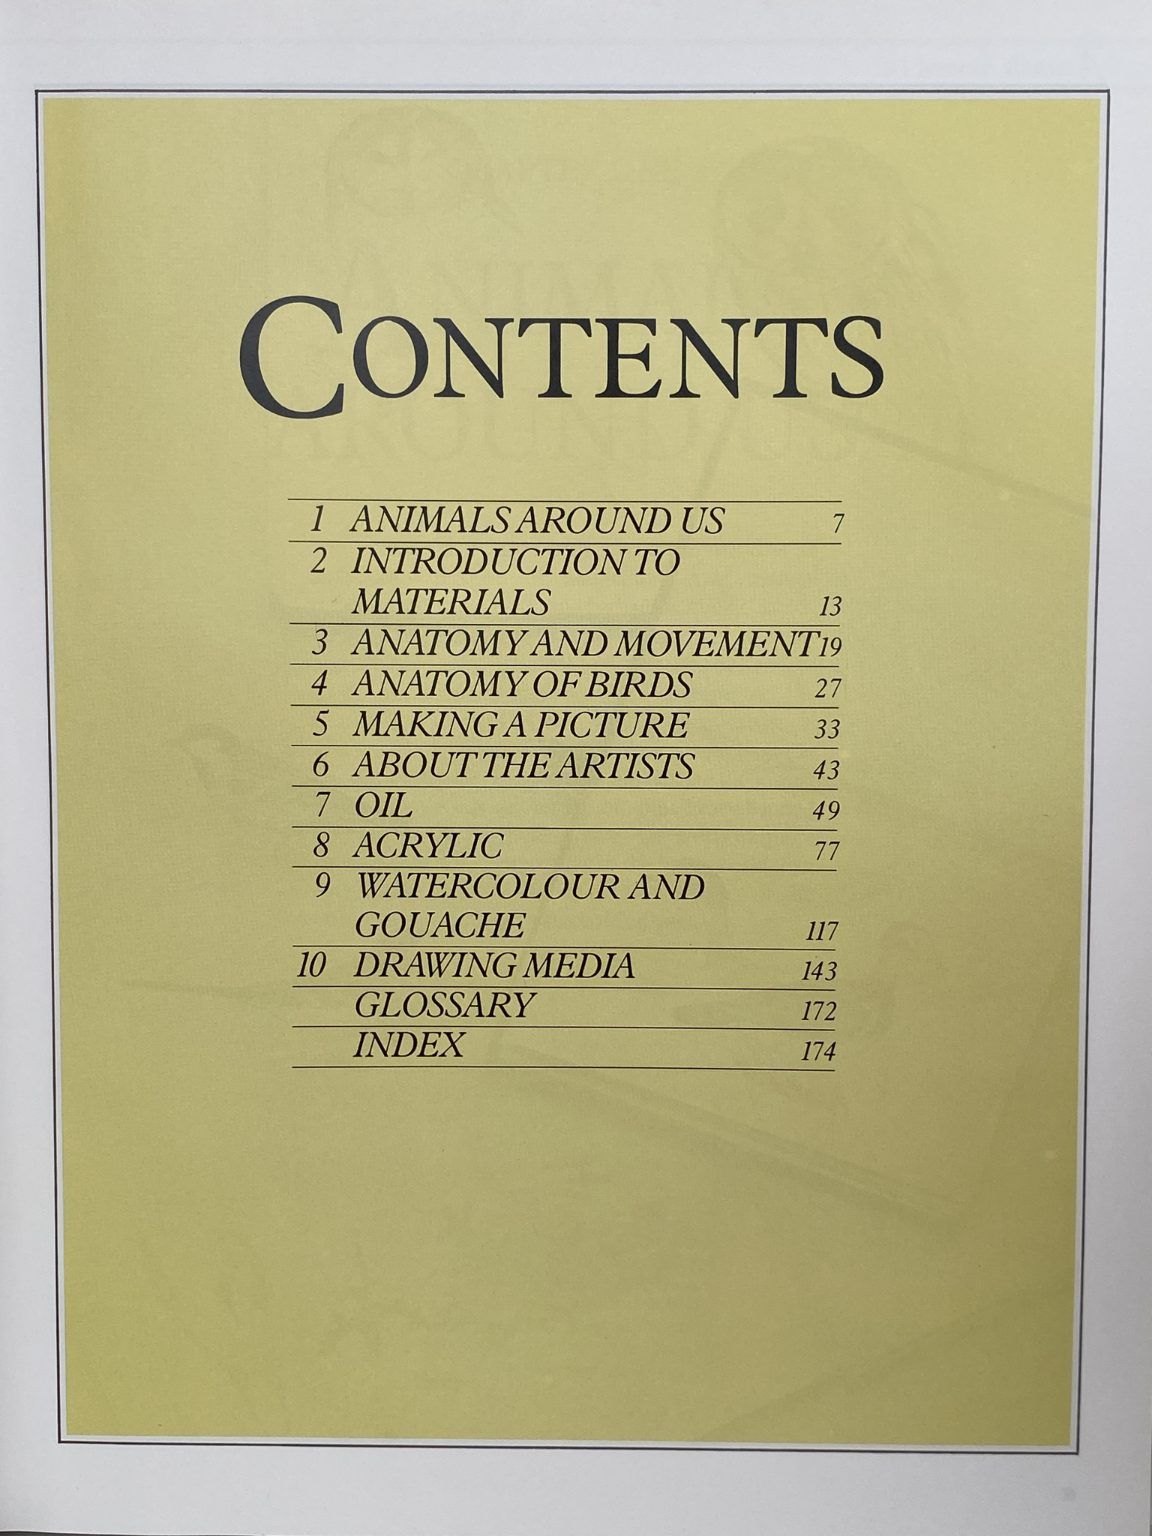 CONTENTS
1 ANIMALS AROUND US 7
2 INTRODUCTION TO
MATERIALS 13
3 ANATOMY AND MOVEMENT 19
4 ANATOMY OF BIRDS 27
5 MAKING A PICTURE 33
6 ABOUT THE ARTISTS 43
7 OIL 49
8 ACRYLIC 77
9 WATERCOLOUR AND
GOUACHE 117
10 DRAWING MEDIA 143
GLOSSARY 172
INDEX 174